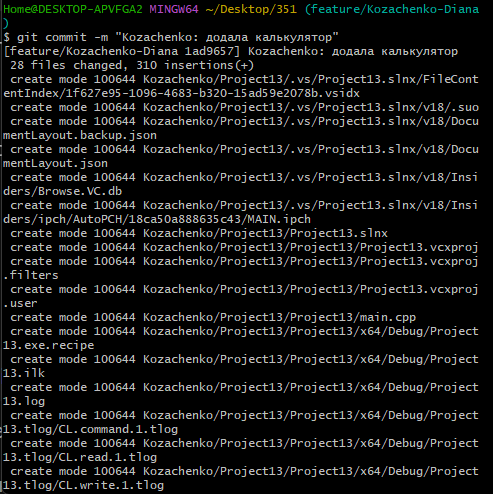 Home@DESKTOP-APVFGA2 MINGW64 ~/Desktop/351 (feature/Kozachenko-Diana
)
$ git commit -m "Kozachenko: додала калькулятор"
[feature/Kozachenko-Diana 1ad9657] Kozachenko: додала калькулятор
 28 files changed, 310 insertions(+)
 create mode 100644 Kozachenko/Project13/.vs/Project13.slnx/FileCont
entIndex/1f627e95-1096-4683-b320-15ad59e2078b.vsidx
 create mode 100644 Kozachenko/Project13/.vs/Project13.slnx/v18/.suo
 create mode 100644 Kozachenko/Project13/.vs/Project13.slnx/v18/Docu
mentLayout.backup.json
 create mode 100644 Kozachenko/Project13/.vs/Project13.slnx/v18/Docu
mentLayout.json
 create mode 100644 Kozachenko/Project13/.vs/Project13.slnx/v18/Insi
ders/Browse.VC.db
 create mode 100644 Kozachenko/Project13/.vs/Project13.slnx/v18/Insi
ders/ipch/AutoPCH/18ca50a888635c43/MAIN.ipch
 create mode 100644 Kozachenko/Project13/Project13.slnx
 create mode 100644 Kozachenko/Project13/Project13/Project13.vcxproj
 create mode 100644 Kozachenko/Project13/Project13/Project13.vcxproj
.filters
 create mode 100644 Kozachenko/Project13/Project13/Project13.vcxproj
.user
 create mode 100644 Kozachenko/Project13/Project13/main.cpp
 create mode 100644 Kozachenko/Project13/Project13/x64/Debug/Project
13.exe.recipe
 create mode 100644 Kozachenko/Project13/Project13/x64/Debug/Project
13.ilk
 create mode 100644 Kozachenko/Project13/Project13/x64/Debug/Project
13.log
 create mode 100644 Kozachenko/Project13/Project13/x64/Debug/Project
13.tlog/CL.command.1.tlog
 create mode 100644 Kozachenko/Project13/Project13/x64/Debug/Project
13.tlog/CL.read.1.tlog
 create mode 100644 Kozachenko/Project13/Project13/x64/Debug/Project
13.tlog/CL.write.1.tlog